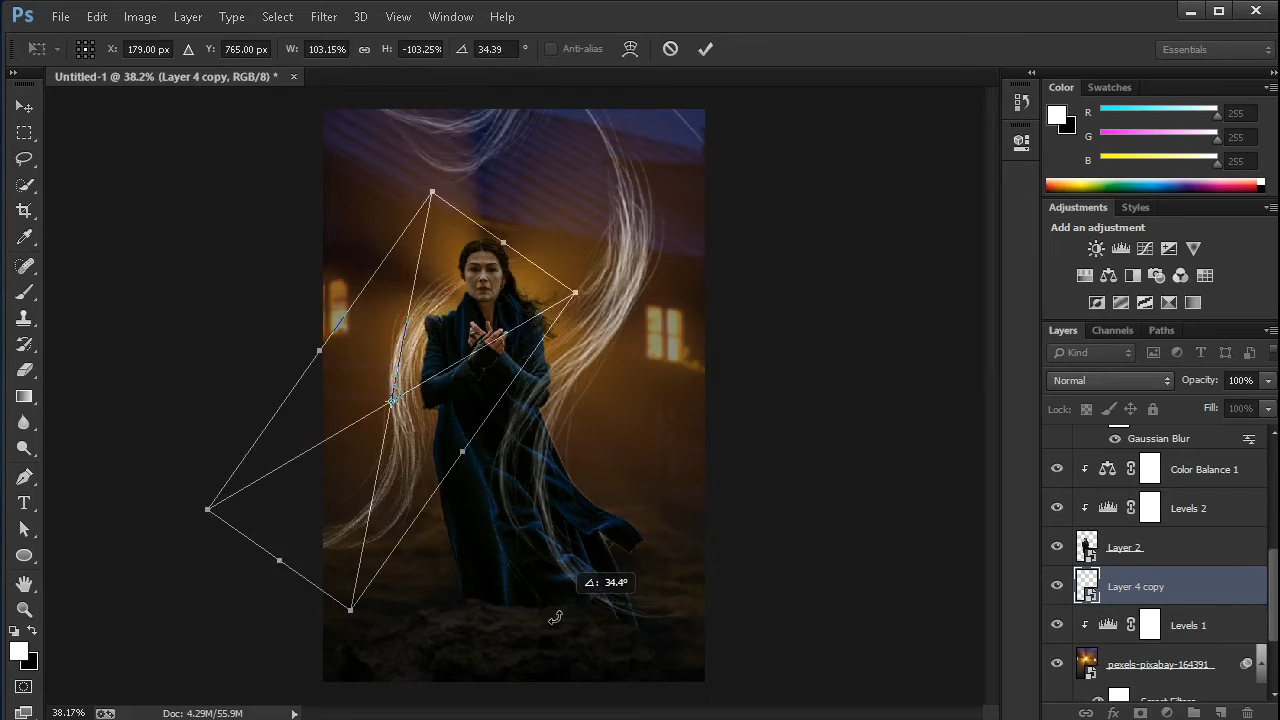 Ps File Edit Image Layer Type Select Filter 3D View Window Help
X: 179.00 px Y: 765.00 px W: 103.15% H: -103.25% 34.39 ° Anti-alias Essentials
Untitled-1 @ 38.2% (Layer 4 copy, RGB/8) * ×
Color Swatches
R 255
G 255
B 255
Adjustments Styles
Add an adjustment
Layers Channels Paths
Kind
Normal Opacity: 100%
Lock: Fill: 100%
Gaussian Blur
Color Balance 1
Levels 2
Layer 2
Layer 4 copy
Levels 1
pexels-pixabay-164391
Smart Filters
∠: 34.4°
38.17% Doc: 4.29M/55.9M